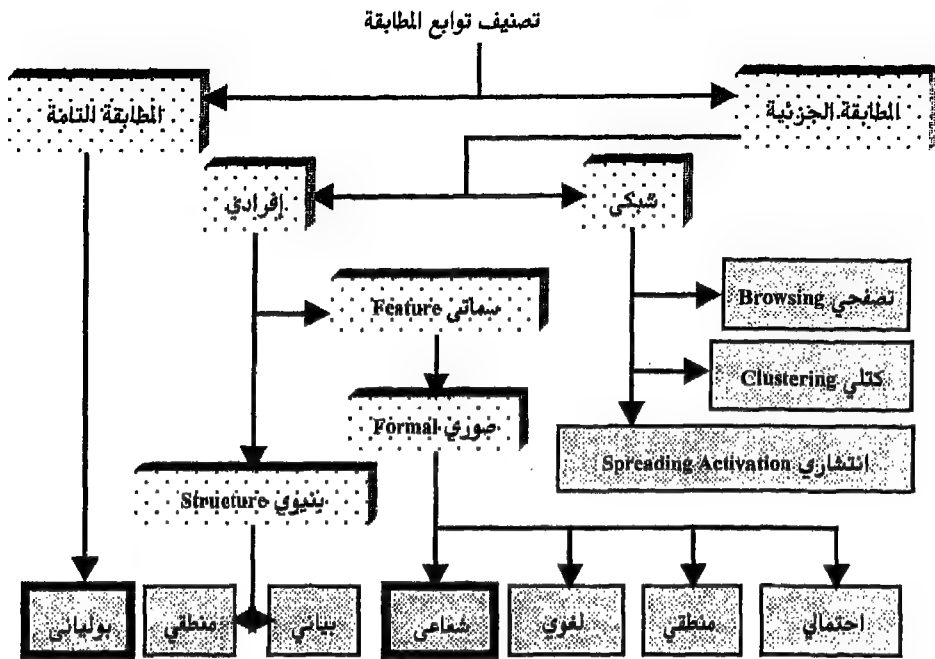 تصنيف توابع المطابقة
المطابقة الجزئية
المطابقة التامة
شبكي
إفرادي
تصفحي Browsing
سماتي Feature
كتلي Clustering
صوري Formal
انتشاري Spreading Activation
بنيوي Structure
احتمالي
منطقي
لغوي
شعاعي
بياني
منطقي
بولياني